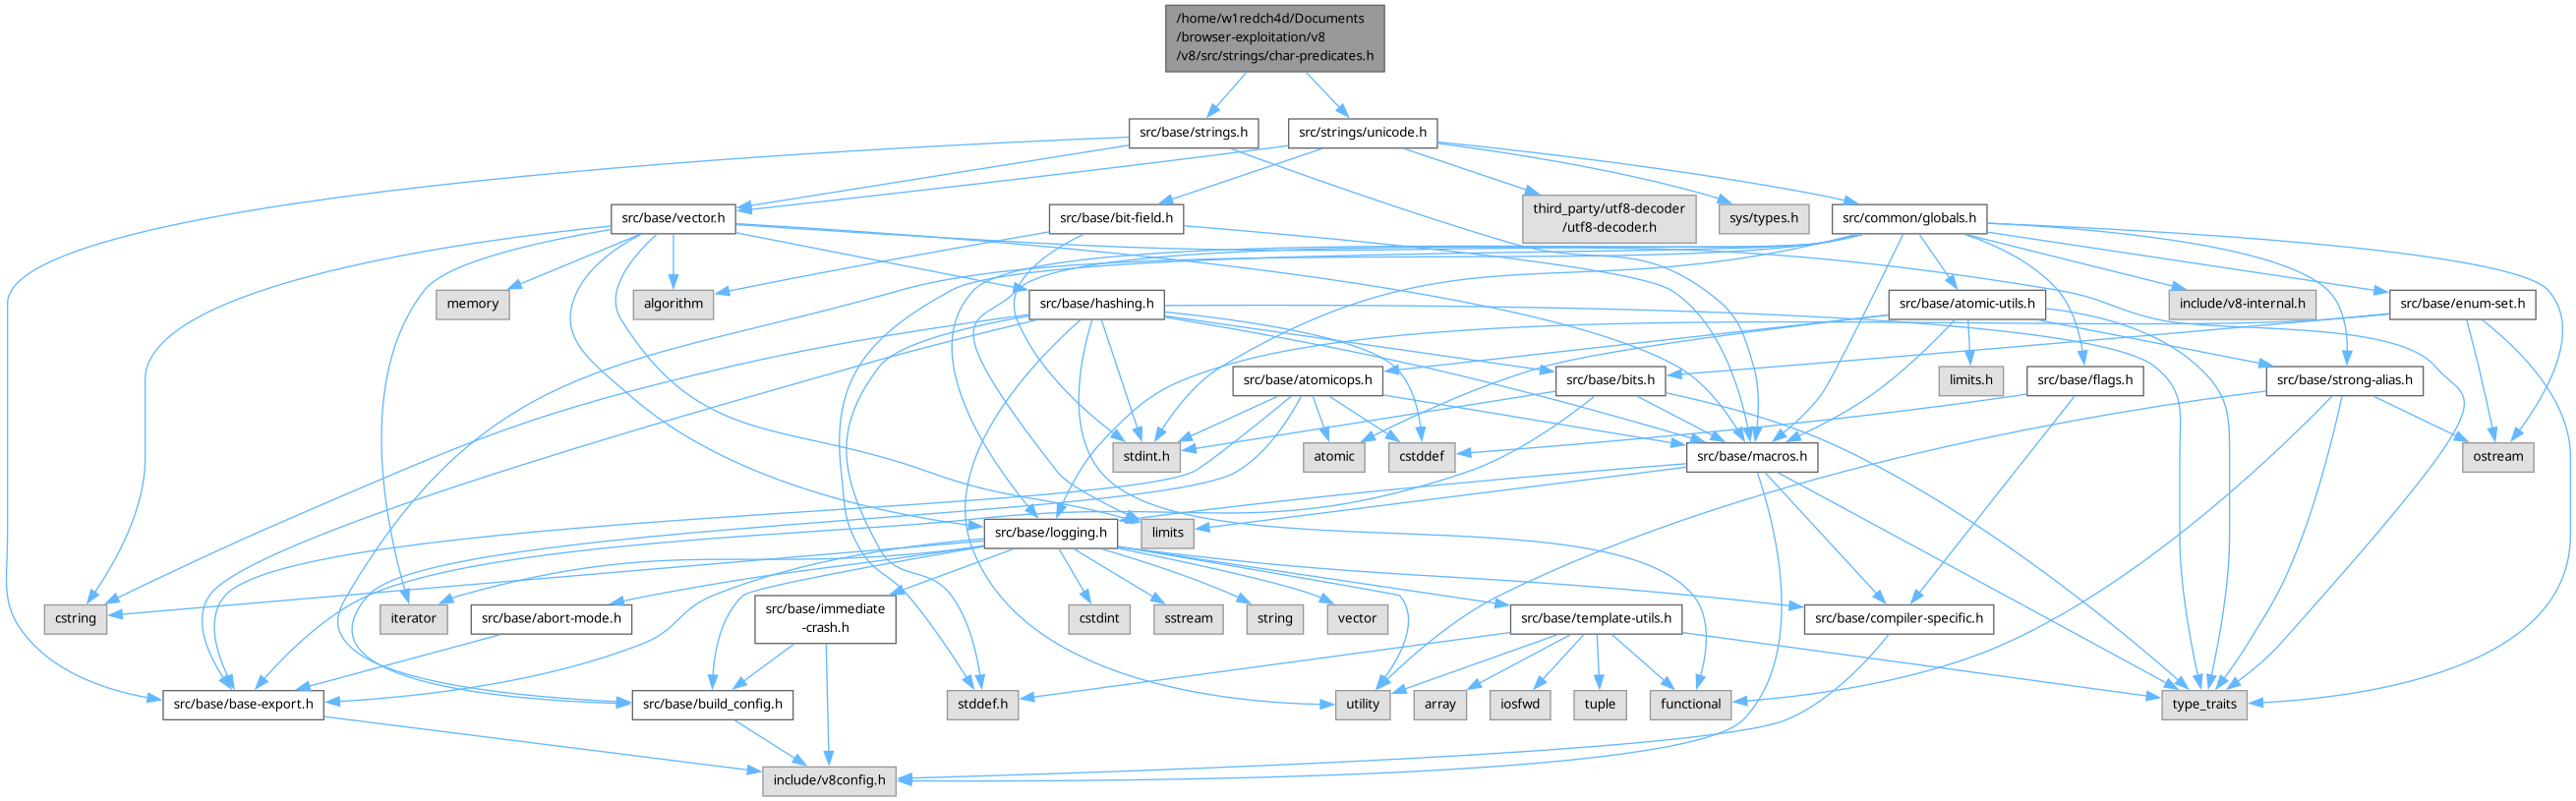 /home/w1redch4d/Documents
/browser-exploitation/v8
/v8/src/strings/char-predicates.h
src/base/strings.h
src/strings/unicode.h
src/base/vector.h
src/base/bit-field.h
third_party/utf8-decoder
/utf8-decoder.h
sys/types.h
src/common/globals.h
memory
algorithm
src/base/hashing.h
src/base/atomic-utils.h
include/v8-internal.h
src/base/enum-set.h
src/base/atomicops.h
src/base/bits.h
limits.h
src/base/flags.h
src/base/strong-alias.h
stdint.h
atomic
cstddef
src/base/macros.h
ostream
src/base/logging.h
limits
cstring
iterator
src/base/abort-mode.h
src/base/immediate
-crash.h
cstdint
sstream
string
vector
src/base/template-utils.h
src/base/compiler-specific.h
src/base/base-export.h
src/base/build_config.h
stddef.h
utility
array
iosfwd
tuple
functional
type_traits
include/v8config.h